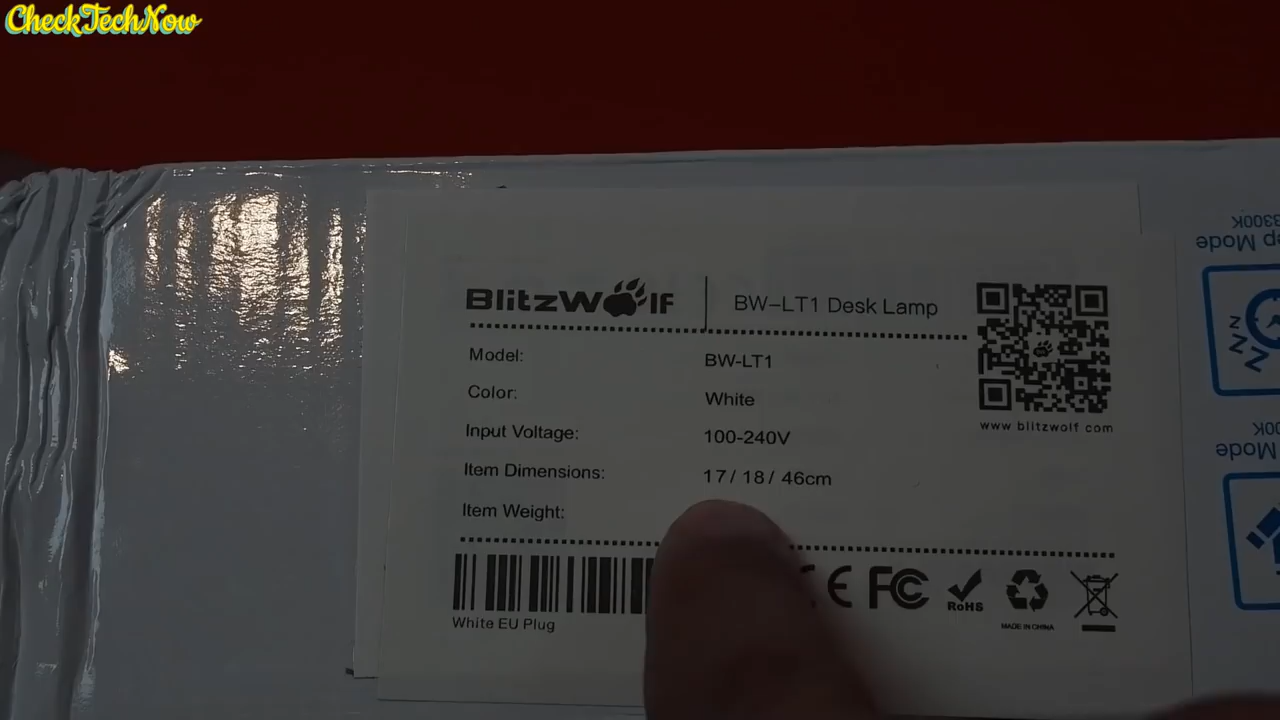 CheckTechNow
BlitzWolf
BW-LT1 Desk Lamp
Model: BW-LT1
Color: White
Input Voltage: 100-240V
Item Dimensions: 17/ 18/ 46cm
Item Weight:
www.blitzwolf.com
White EU Plug
CE FC RoHS
MADE IN CHINA
3300K
Mode
Mode